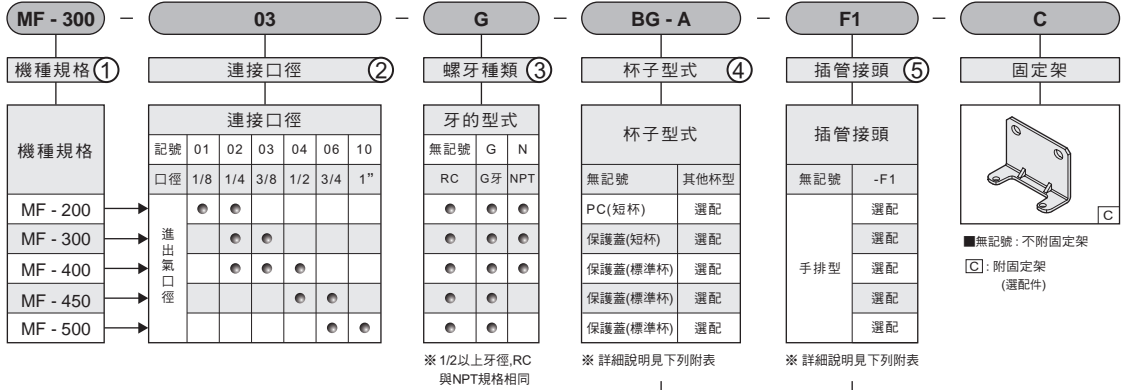 MF - 300 － 03 － G － BG - A － F1 － C
機種規格① 連接口徑 ② 螺牙種類 ③ 杯子型式 ④ 插管接頭 ⑤ 固定架
機種規格
MF - 200
MF - 300
MF - 400
MF - 450
MF - 500
連接口徑
記號 01 02 03 04 06 10
口徑 1/8 1/4 3/8 1/2 3/4 1”
進出氣口徑
牙的型式
無記號 G N
RC G牙 NPT
※ 1/2以上牙徑,RC
與NPT規格相同
杯子型式
無記號 其他杯型
PC(短杯) 選配
保護蓋(短杯) 選配
保護蓋(標準杯) 選配
保護蓋(標準杯) 選配
保護蓋(標準杯) 選配
※ 詳細說明見下列附表
插管接頭
無記號 -F1
手排型
選配
選配
選配
選配
選配
※ 詳細說明見下列附表
C
■無記號 : 不附固定架
C : 附固定架
(選配件)